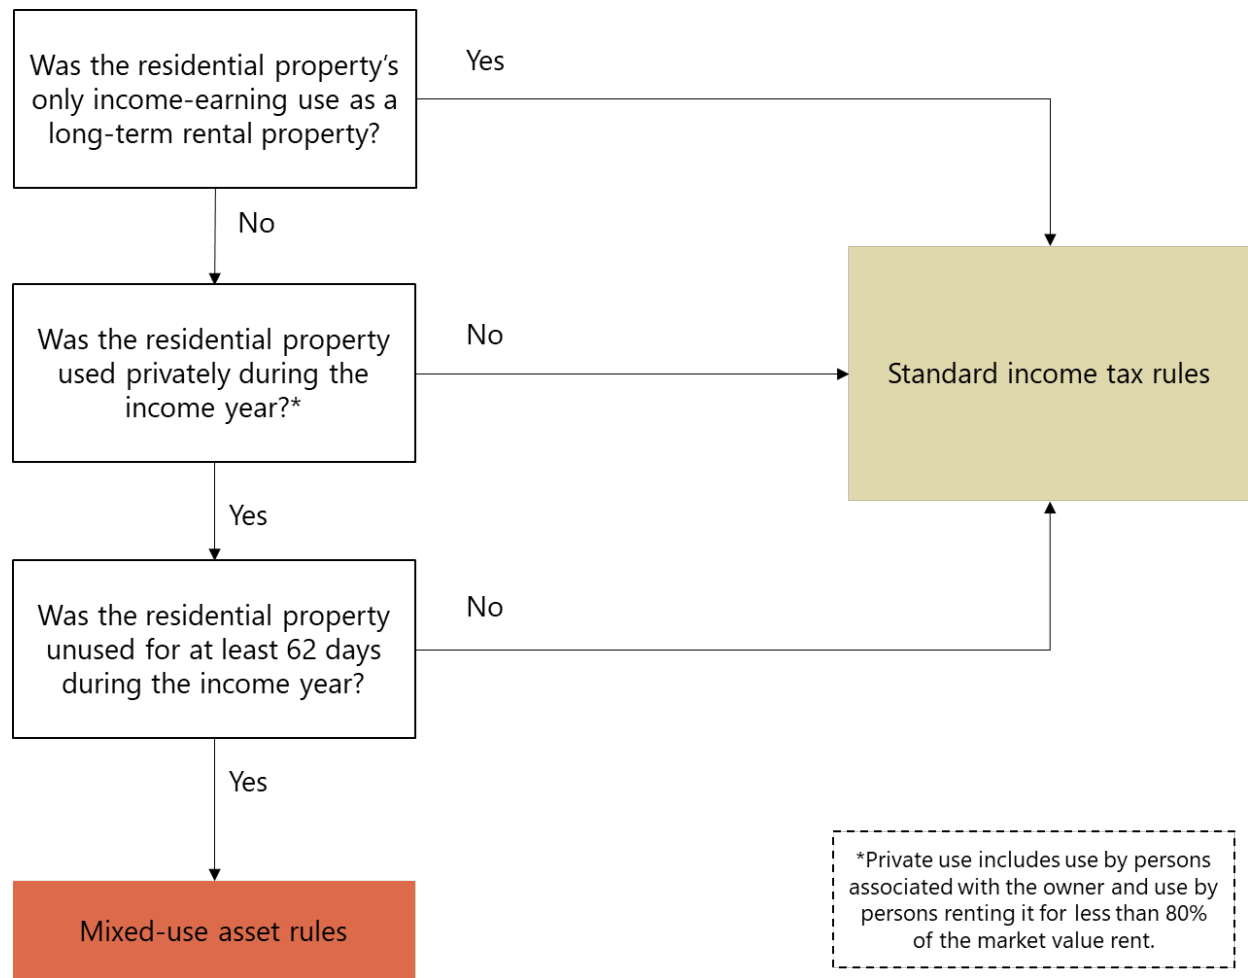 Was the residential property’s
only income-earning use as a
long-term rental property?
Yes
No
Was the residential property
used privately during the
income year?*
No
Standard income tax rules
Yes
Was the residential property
unused for at least 62 days
during the income year?
No
Yes
Mixed-use asset rules
*Private use includes use by persons
associated with the owner and use by
persons renting it for less than 80%
of the market value rent.